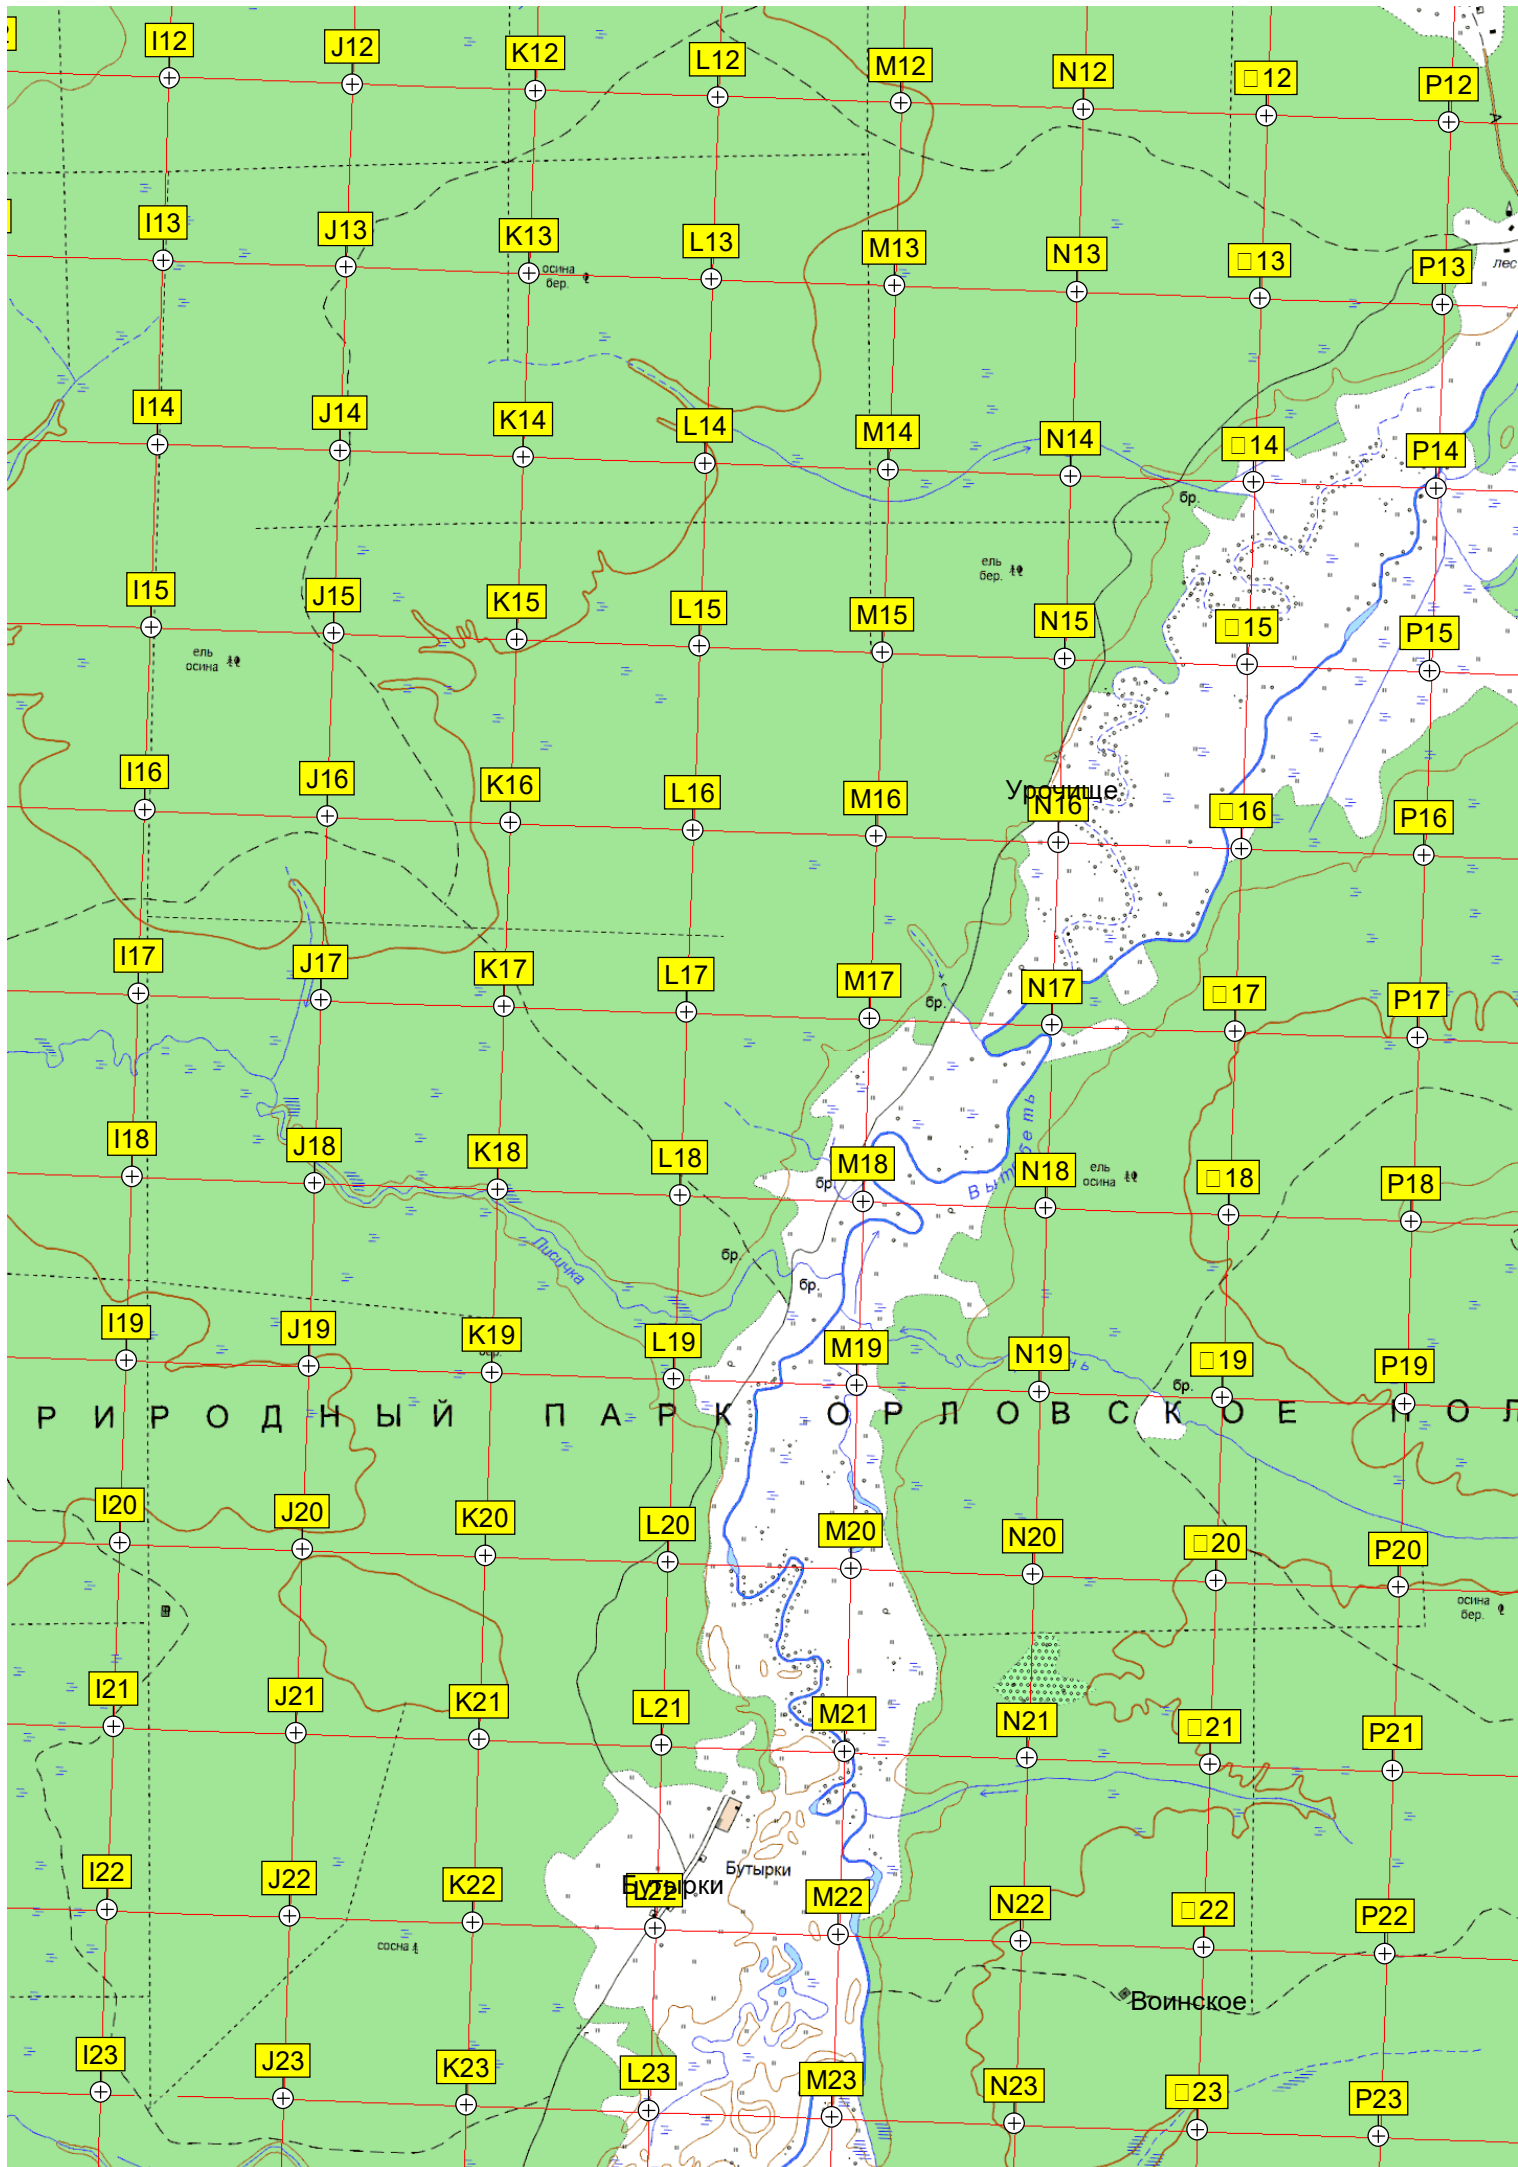 I12 J12 K12 L12 M12 N12 □12 P12
I13 J13 K13 L13 M13 N13 □13 P13
лес
осина
бер.
I14 J14 K14 L14 M14 N14 □14 P14
бр.
ель
бер.
I15 J15 K15 L15 M15 N15 □15 P15
ель
осина
Урочище
I16 J16 K16 L16 M16 N16 □16 P16
I17 J17 K17 L17 M17 N17 □17 P17
бр.
Вытебеть
I18 J18 K18 L18 M18 N18 □18 P18
ель
осина
бр.
Лисичка
бр.
бр.
I19 J19 K19 L19 M19 N19 □19 P19
бр.
РИРОДНЫЙ ПАРК ОРЛОВСКОЕ ПОЛ
I20 J20 K20 L20 M20 N20 □20 P20
осина
бер.
I21 J21 K21 L21 M21 N21 □21 P21
Бутырки
Бутырки
I22 J22 K22 L22 M22 N22 □22 P22
сосна
Воинское
I23 J23 K23 L23 M23 N23 □23 P23